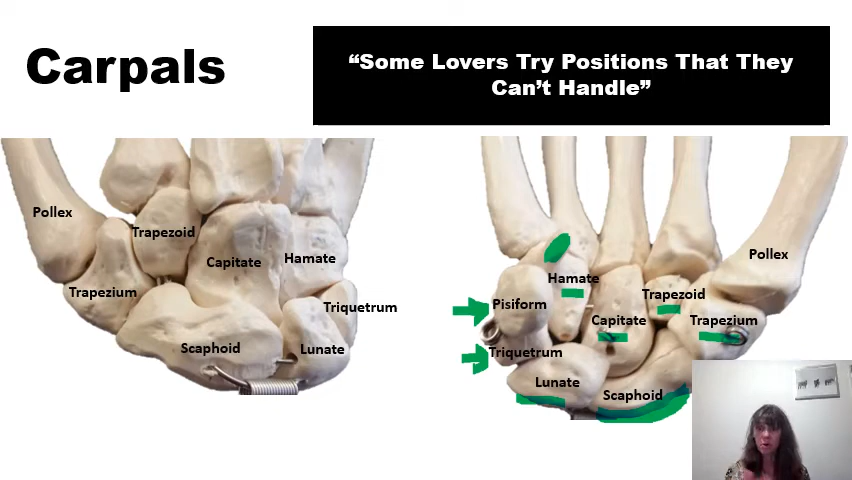 Carpals
“Some Lovers Try Positions That They
Can’t Handle”
Pollex
Trapezoid
Capitate
Hamate
Trapezium
Triquetrum
Scaphoid
Lunate
Pollex
Hamate
Trapezoid
Pisiform
Capitate
Trapezium
Triquetrum
Lunate
Scaphoid